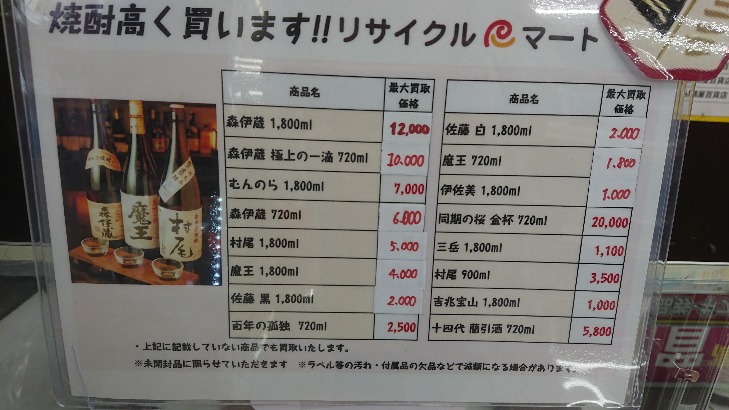 焼酎高く買います!!リサイクルマート
商品名 最大買取価格
森伊蔵 1,800ml 12,000
森伊蔵 極上の一滴 720ml 10,000
むんのら 1,800ml 7,000
森伊蔵 720ml 6,800
村尾 1,800ml 5,000
魔王 1,800ml 4,000
佐藤 黒 1,800ml 2,000
百年の孤独 720ml 2,500
商品名 最大買取価格
佐藤 白 1,800ml 2,000
魔王 720ml 1,800
伊佐美 1,800ml 1,000
同期の桜 金杯 720ml 20,000
三岳 1,800ml 1,100
村尾 900ml 3,500
吉兆宝山 1,800ml 1,000
十四代 蘭引酒 720ml 5,800
森伊蔵
魔王
村尾
・上記に記載していない商品でも買取いたします。
※未開封品に限らせていただきます ※ラベル等の汚れ・付属品の欠品などで減額になる場合があります。
島